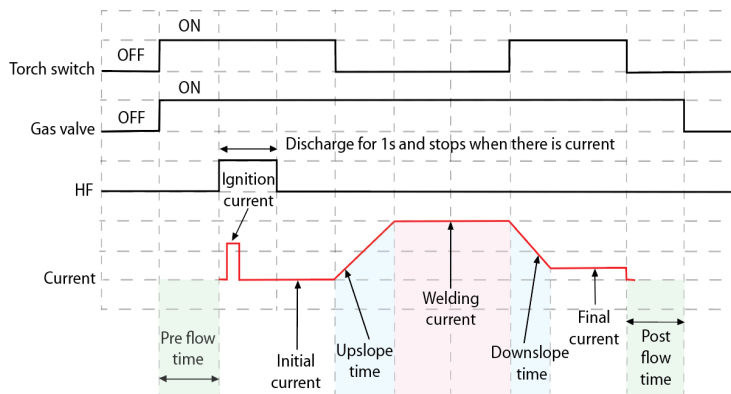 ON
OFF
Torch switch
ON
OFF
Gas valve
Discharge for 1s and stops when there is current
HF
Ignition
current
Current
Pre flow
time
Initial
current
Upslope
time
Welding
current
Downslope
time
Final
current
Post
flow
time